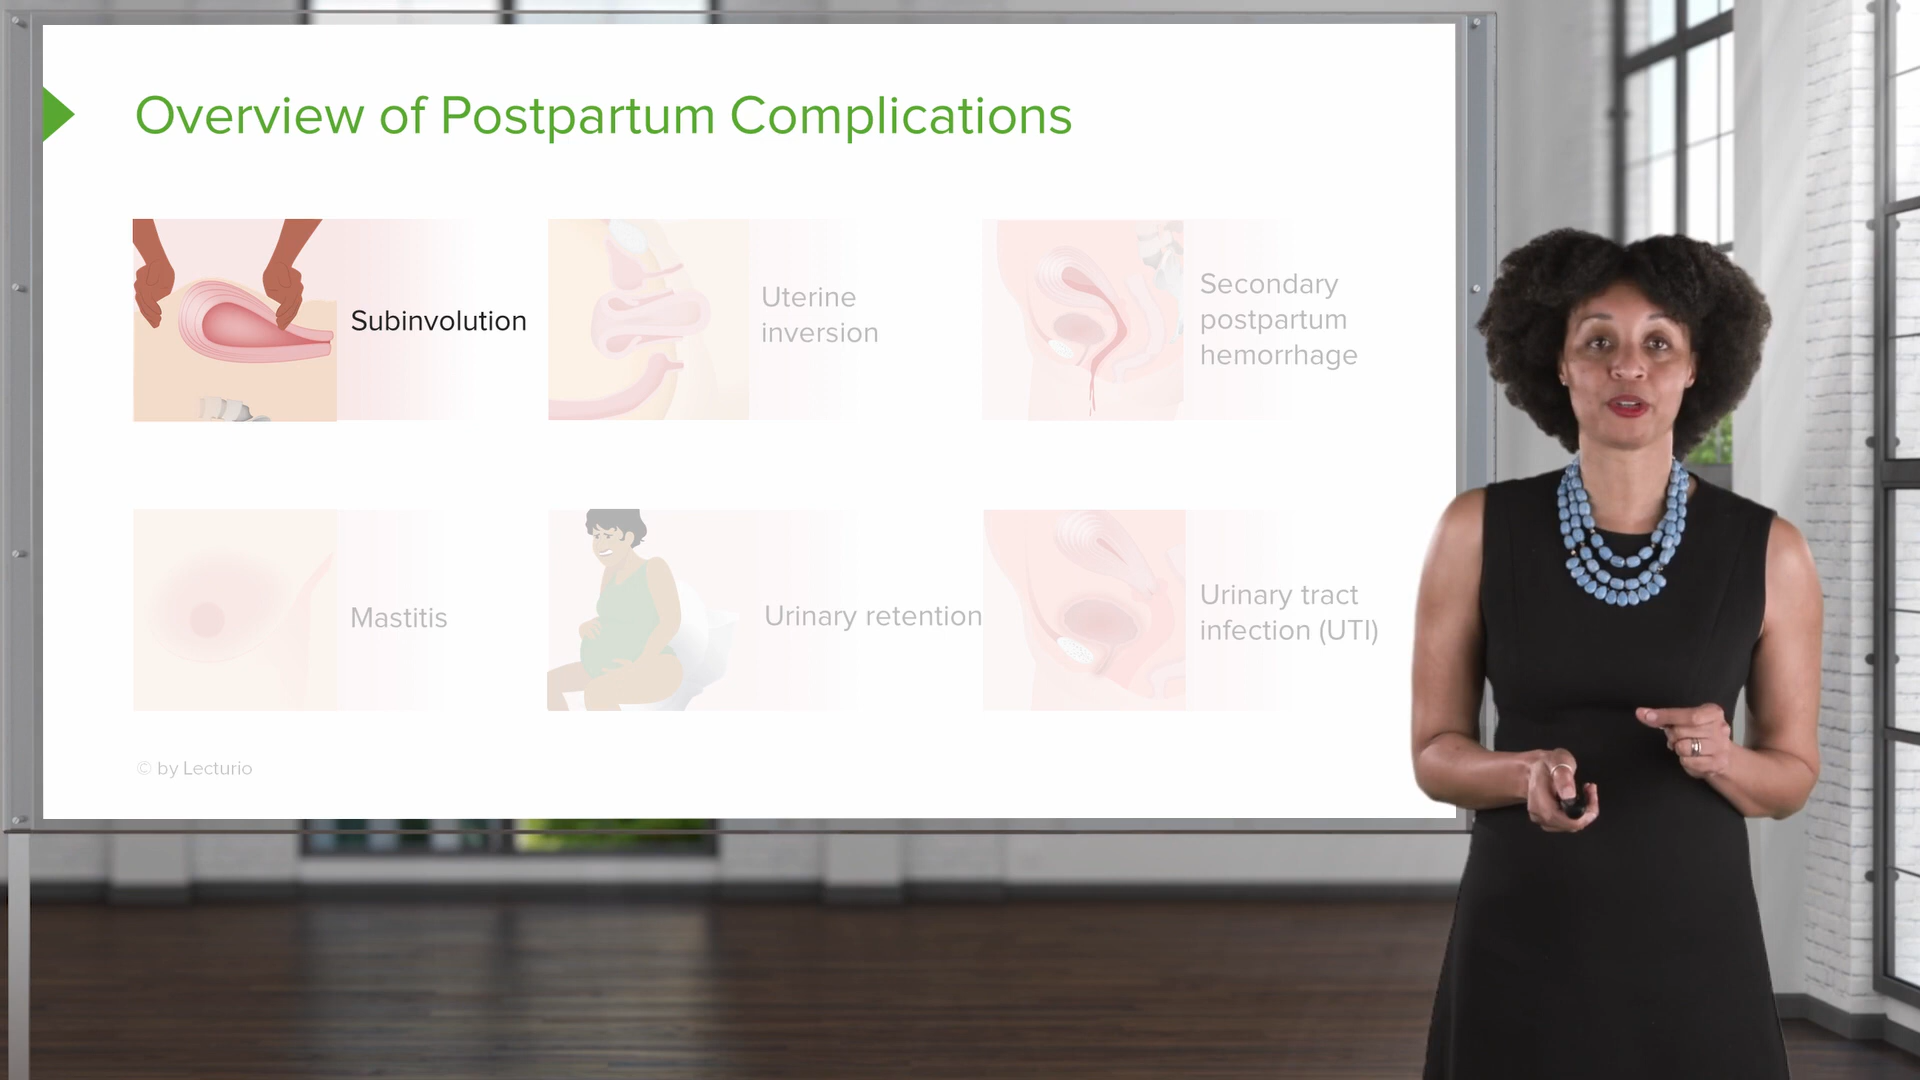 Overview of Postpartum Complications
Subinvolution
Uterine
inversion
Secondary
postpartum
hemorrhage
Mastitis
Urinary retention
Urinary tract
infection (UTI)
© by Lecturio